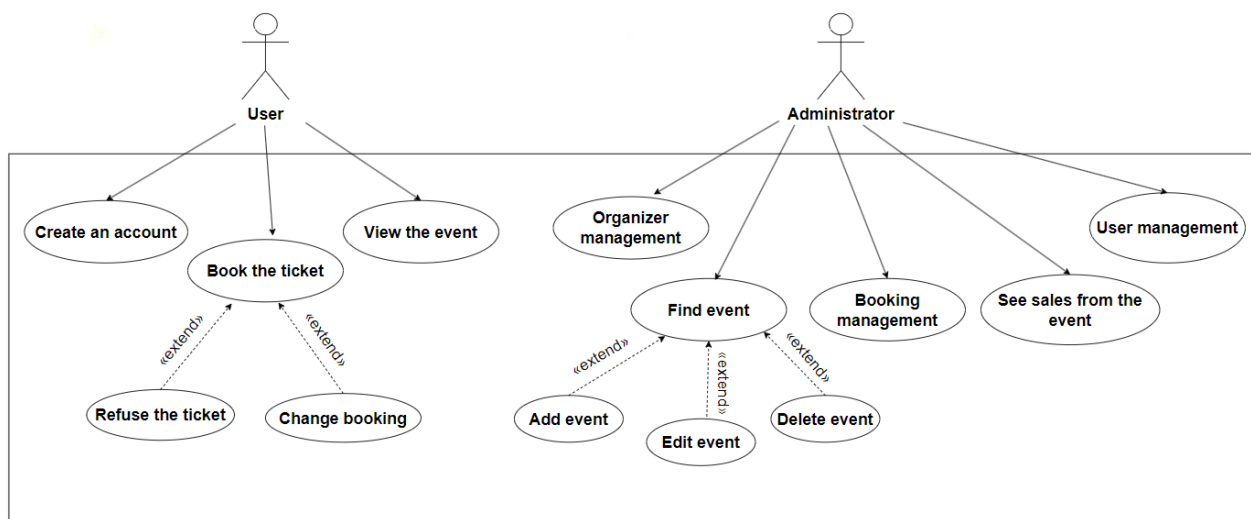 User
Administrator
Create an account
View the event
Organizer
management
User management
Book the ticket
Find event
Booking
management
See sales from the
event
«extend»
«extend»
«extend»
«extend»
«extend»
Refuse the ticket
Change booking
Add event
Edit event
Delete event